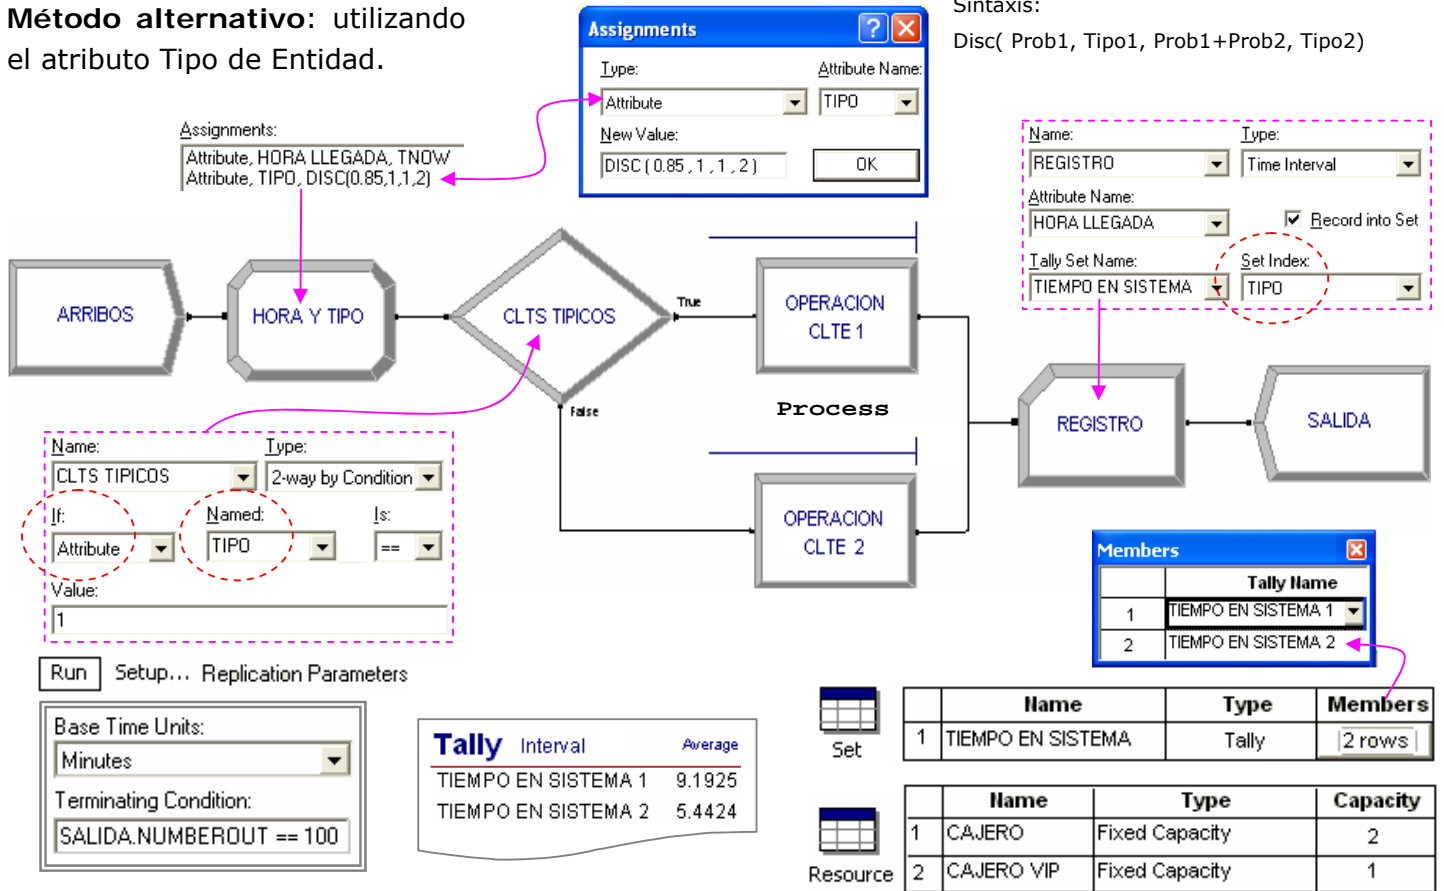 Método alternativo: utilizando
el atributo Tipo de Entidad.
Sintaxis:
Disc( Prob1, Tipo1, Prob1+Prob2, Tipo2)
Assignments
Type:
Attribute Name:
Attribute
TIPO
New Value:
DISC ( 0.85 , 1 , 1 , 2 )
OK
Assignments:
Attribute, HORA LLEGADA, TNOW
Attribute, TIPO, DISC(0.85,1,1,2)
Name:
Type:
REGISTRO
Time Interval
Attribute Name:
HORA LLEGADA
Record into Set
Tally Set Name:
Set Index:
TIEMPO EN SISTEMA
TIPO
ARRIBOS
HORA Y TIPO
CLTS TIPICOS
True
False
OPERACION
CLTE 1
Process
OPERACION
CLTE 2
REGISTRO
SALIDA
Name:
Type:
CLTS TIPICOS
2-way by Condition
If:
Named:
Is:
Attribute
TIPO
==
Value:
1
Members
Tally Name
1 TIEMPO EN SISTEMA 1
2 TIEMPO EN SISTEMA 2
Run Setup... Replication Parameters
Base Time Units:
Minutes
Terminating Condition:
SALIDA.NUMBEROUT == 100
Tally Interval Average
TIEMPO EN SISTEMA 1 9.1925
TIEMPO EN SISTEMA 2 5.4424
Set
Name Type Members
1 TIEMPO EN SISTEMA Tally 2 rows
Resource
Name Type Capacity
1 CAJERO Fixed Capacity 2
2 CAJERO VIP Fixed Capacity 1